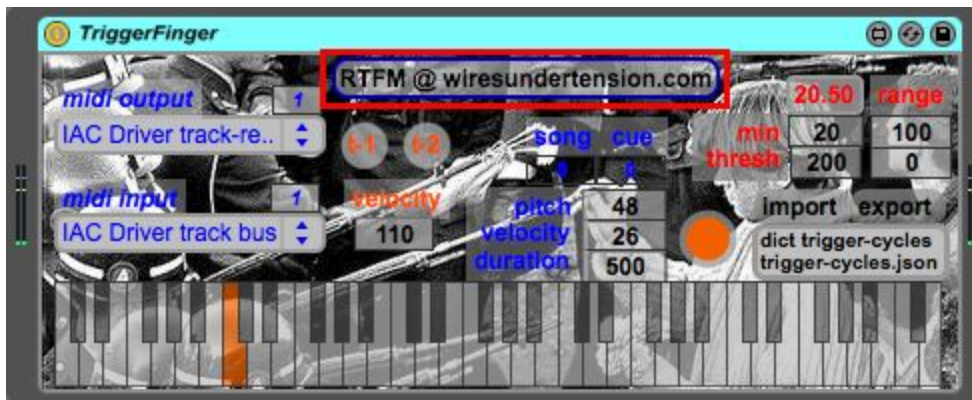 TriggerFinger
RTFM @ wiresundertension.com
midi output 1
IAC Driver track-re..
t-1 t-2
song cue
20.50 range
min 20 100
thresh 200 0
midi input 1
IAC Driver track bus
velocity
110
pitch 48
velocity 26
duration 500
import export
dict trigger-cycles
trigger-cycles.json